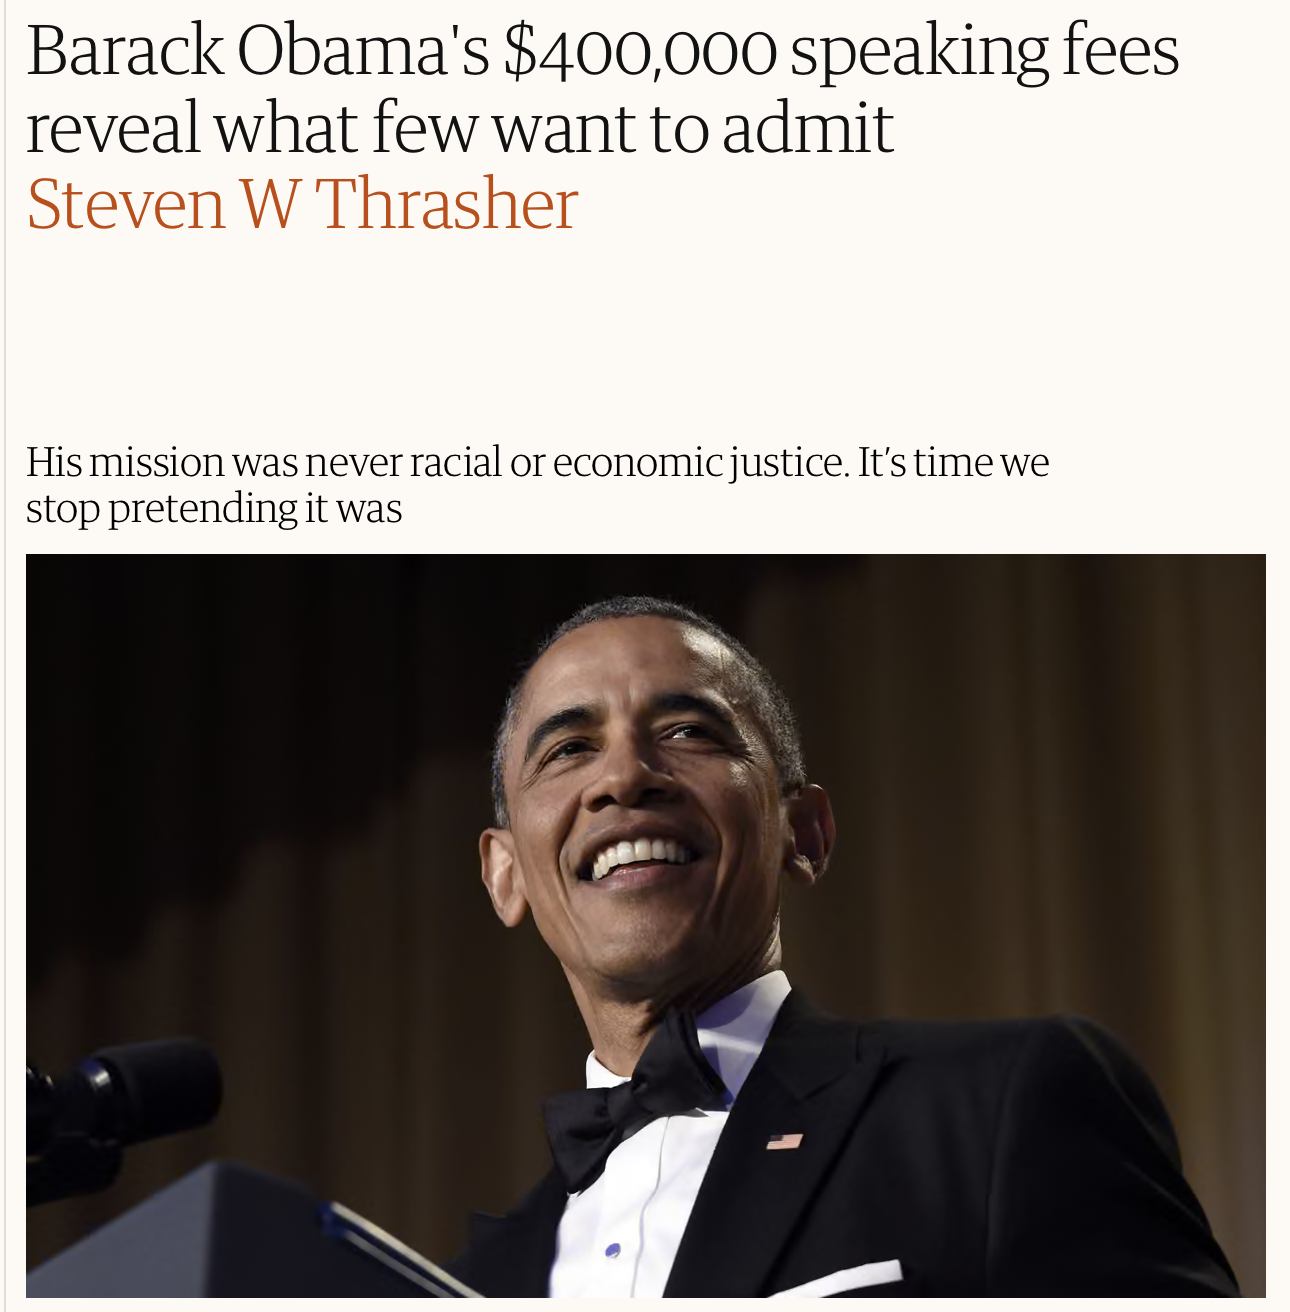 Barack Obama's $400,000 speaking fees
reveal what few want to admit
Steven W Thrasher
His mission was never racial or economic justice. It’s time we
stop pretending it was